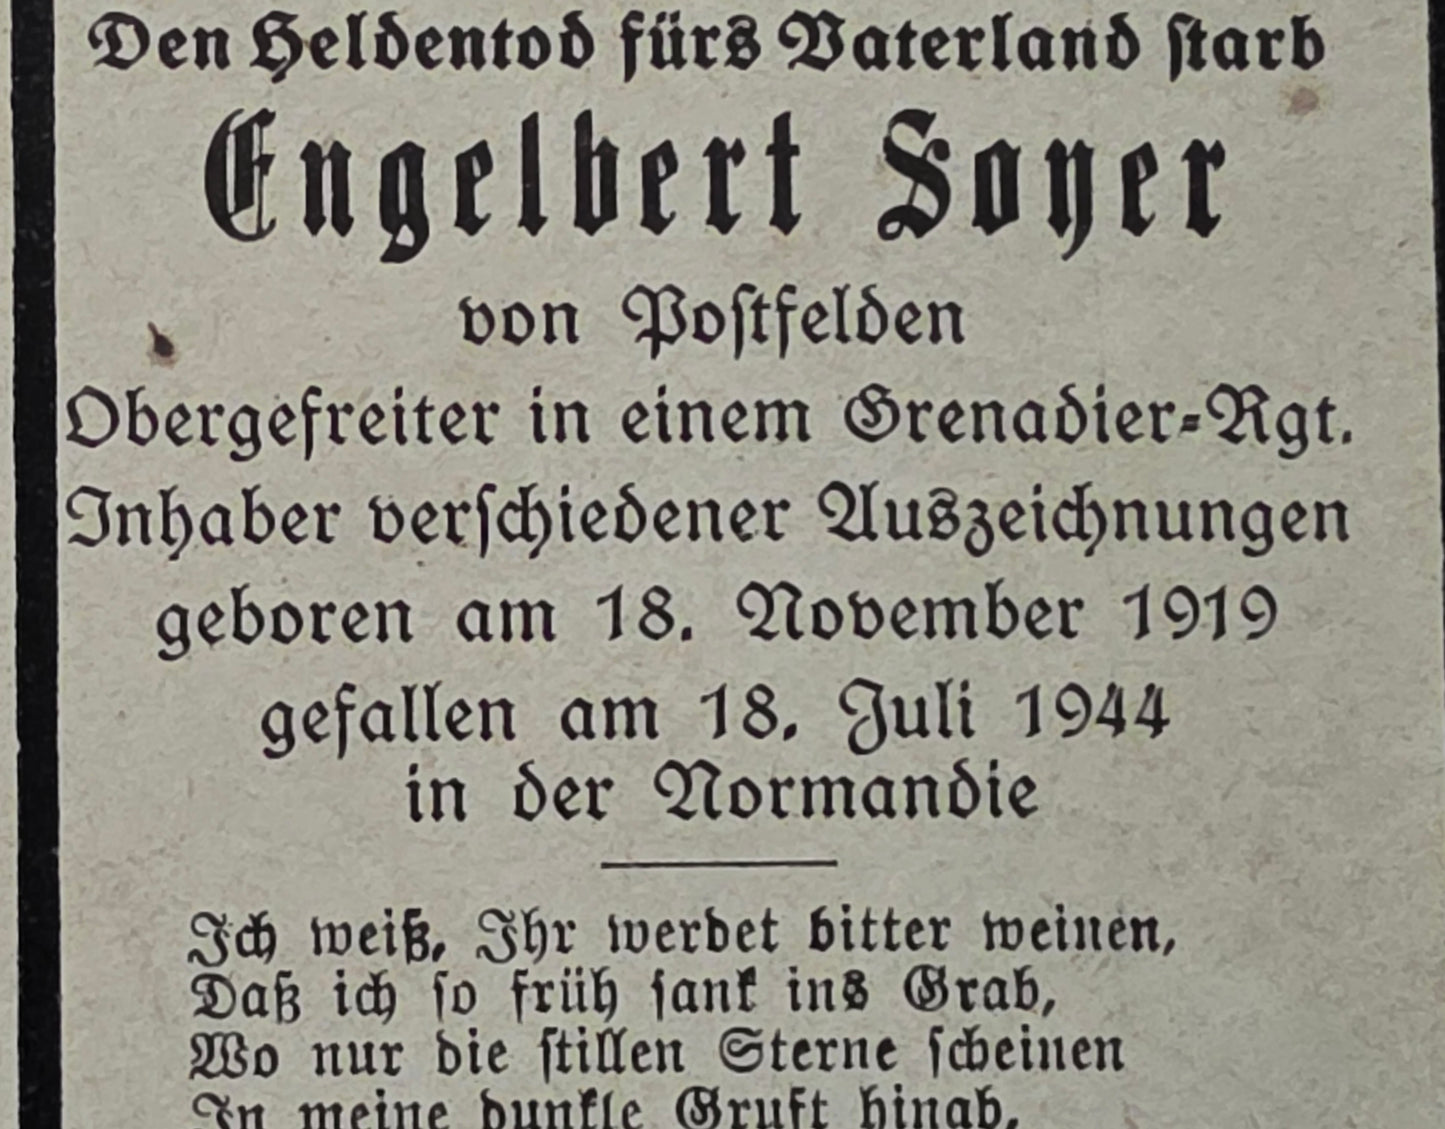 Den Heldentod fürs Vaterland starb
Engelbert Soyer
von Postfelden
Obergefreiter in einem Grenadier-Rgt.
Inhaber verschiedener Auszeichnungen
geboren am 18. November 1919
gefallen am 18. Juli 1944
in der Normandie
Ich weiß, Ihr werdet bitter weinen,
Daß ich so früh sank ins Grab,
Wo nur die stillen Sterne scheinen
In meine dunkle Gruft hinab.